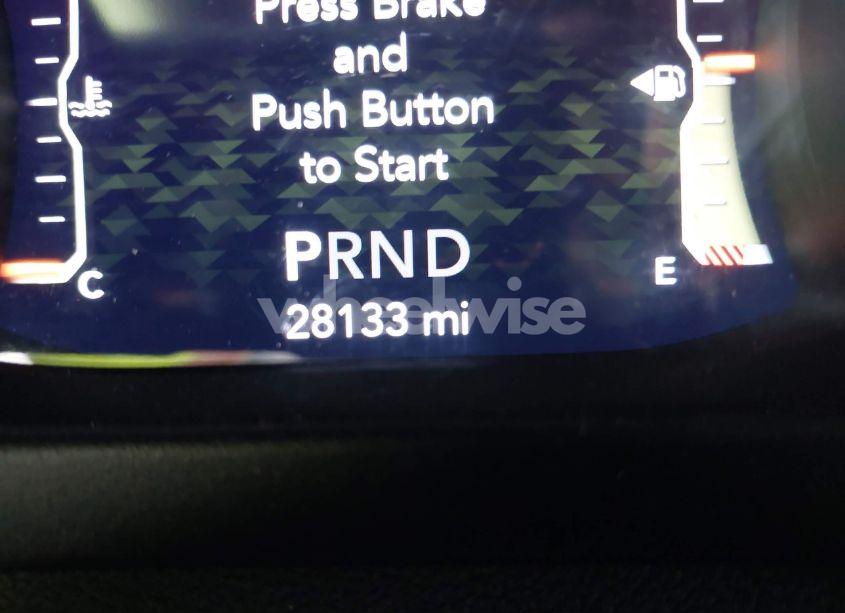 Press Brake
and
Push Button
to Start
PRND
28133 mi
C
E
wheelwise